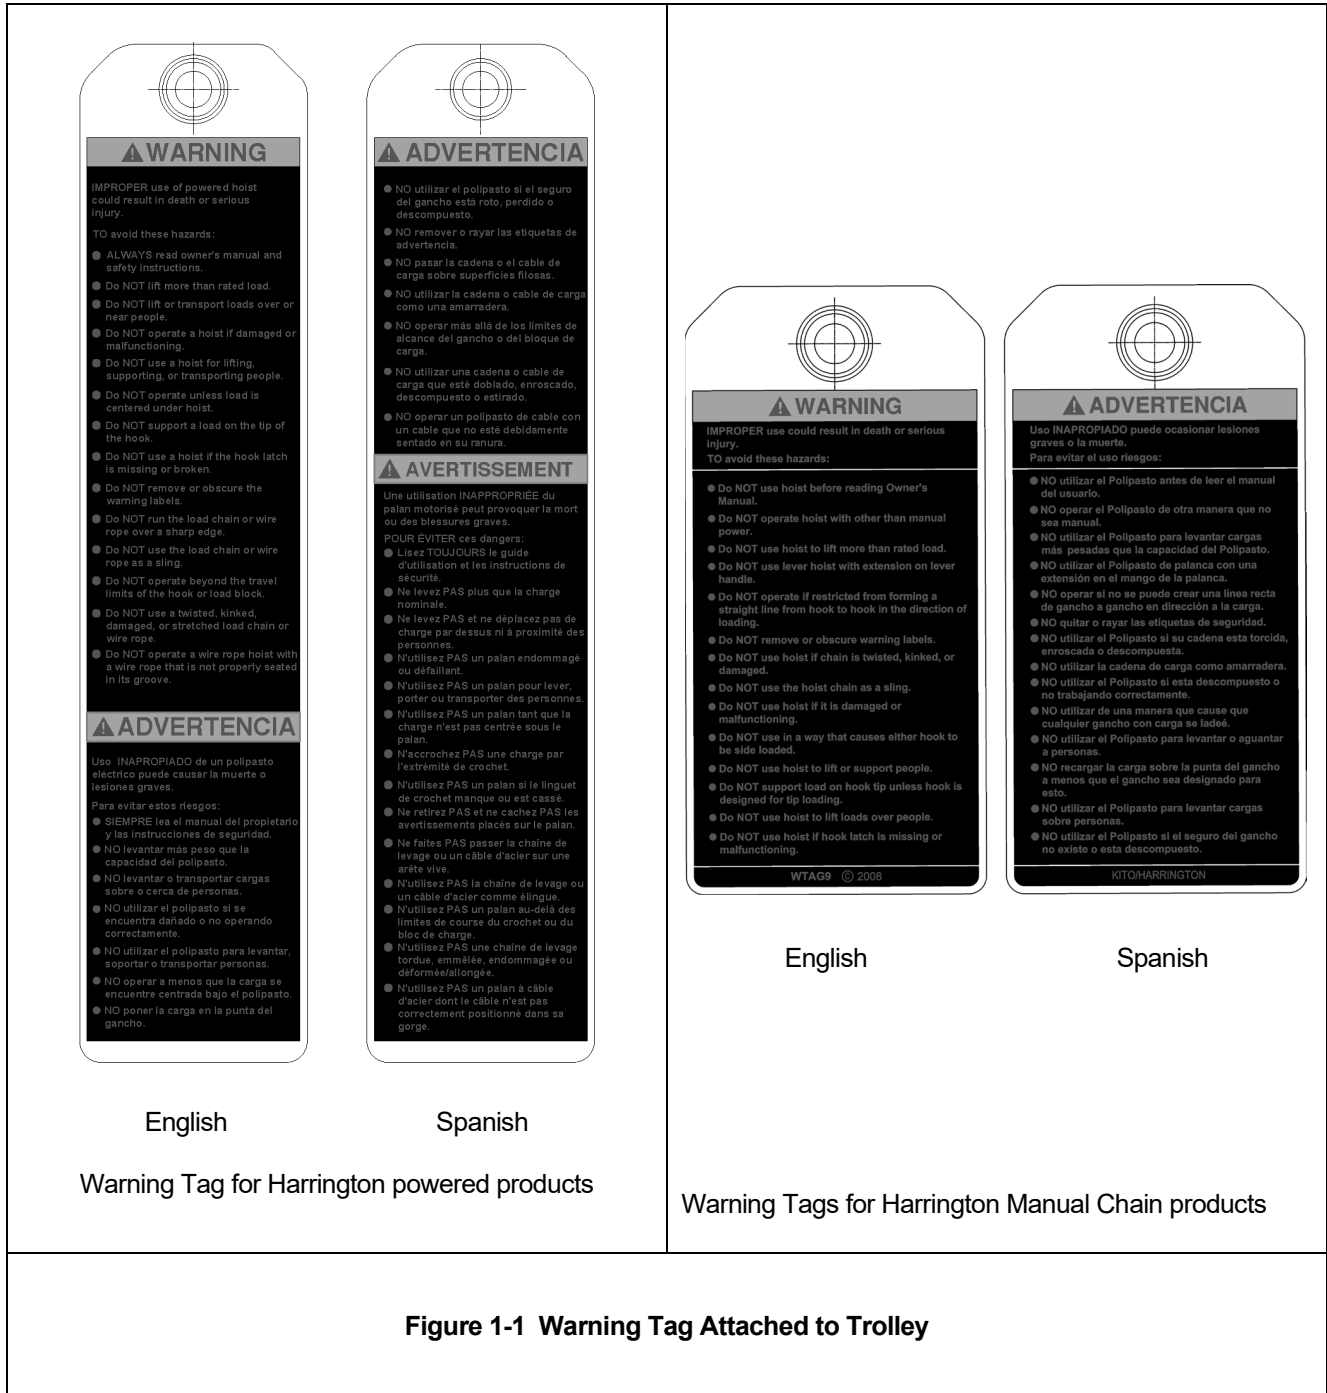 WARNING
IMPROPER use of powered hoist
could result in death or serious
injury.
TO avoid these hazards:
● ALWAYS read owner's manual and
safety instructions.
● Do NOT lift more than rated load.
● Do NOT lift or transport loads over or
near people.
● Do NOT operate a hoist if damaged or
malfunctioning.
● Do NOT use a hoist for lifting,
supporting, or transporting people.
● Do NOT operate unless load is
centered under hoist.
● Do NOT support a load on the tip of
the hook.
● Do NOT use a hoist if the hook latch
is missing or broken.
● Do NOT remove or obscure the
warning labels.
● Do NOT run the load chain or wire
rope over a sharp edge.
● Do NOT use the load chain or wire
rope as a sling.
● Do NOT operate beyond the travel
limits of the hook or load block.
● Do NOT use a twisted, kinked,
damaged, or stretched load chain or
wire rope.
● Do NOT operate a wire rope hoist with
a wire rope that is not properly seated
in its groove.
ADVERTENCIA
Uso INAPROPIADO de un polipasto
eléctrico puede causar la muerte o
lesiones graves.
Para evitar estos riesgos:
● SIEMPRE lea el manual del propietario
y las instrucciones de seguridad.
● NO levantar más peso que la
capacidad del polipasto.
● NO levantar o transportar cargas
sobre o cerca de personas.
● NO utilizar el polipasto si se
encuentra dañado o no operando
correctamente.
● NO utilizar el polipasto para levantar,
soportar o transportar personas.
● NO operar a menos que la carga se
encuentre centrada bajo el polipasto.
● NO poner la carga en la punta del
gancho.
English
ADVERTENCIA
● NO utilizar el polipasto si el seguro
del gancho está roto, perdido o
descompuesto.
● NO remover o rayar las etiquetas de
advertencia.
● NO pasar la cadena o el cable de
carga sobre superficies filosas.
● NO utilizar la cadena o cable de carga
como una amarradera.
● NO operar más allá de los límites de
alcance del gancho o del bloque de
carga.
● NO utilizar una cadena o cable de
carga que esté doblado, enroscado,
descompuesto o estirado.
● NO operar un polipasto de cable con
un cable que no esté debidamente
sentado en su ranura.
AVERTISSEMENT
Une utilisation INAPPROPRIÉE du
palan motorisé peut provoquer la mort
ou des blessures graves.
POUR ÉVITER ces dangers:
● Lisez TOUJOURS le guide
d'utilisation et les instructions de
sécurité.
● Ne levez PAS plus que la charge
nominale.
● Ne levez PAS et ne déplacez pas de
charge par dessus ni à proximité des
personnes.
● N'utilisez PAS un palan endommagé
ou défaillant.
● N'utilisez PAS un palan pour lever,
porter ou transporter des personnes.
● N'utilisez PAS un palan tant que la
charge n'est pas centrée sous le
palan.
● N'accrochez PAS une charge par
l'extrémité de crochet.
● N'utilisez PAS un palan si le linguet
de crochet manque ou est cassé.
● Ne retirez PAS et ne cachez PAS les
avertissements placés sur le palan.
● Ne faites PAS passer la chaîne de
levage ou un câble d'acier sur une
arête vive.
● N'utilisez PAS la chaîne de levage ou
un câble d'acier comme élingue.
● N'utilisez PAS un palan au-delà des
limites de course du crochet ou du
bloc de charge.
● N'utilisez PAS une chaîne de levage
tordue, emmêlée, endommagée ou
déformée/allongée.
● N'utilisez PAS un palan à câble
d'acier dont le câble n'est pas
correctement positionné dans sa
gorge.
Spanish
Warning Tag for Harrington powered products
WARNING
IMPROPER use could result in death or serious
injury.
TO avoid these hazards:
● Do NOT use hoist before reading Owner's
Manual.
● Do NOT operate hoist with other than manual
power.
● Do NOT use hoist to lift more than rated load.
● Do NOT use lever hoist with extension on lever
handle.
● Do NOT operate if restricted from forming a
straight line from hook to hook in the direction of
loading.
● Do NOT remove or obscure warning labels.
● Do NOT use hoist if chain is twisted, kinked, or
damaged.
● Do NOT use the hoist chain as a sling.
● Do NOT use hoist if it is damaged or
malfunctioning.
● Do NOT use in a way that causes either hook to
be side loaded.
● Do NOT use hoist to lift or support people.
● Do NOT support load on hook tip unless hook is
designed for tip loading.
● Do NOT use hoist to lift loads over people.
● Do NOT use hoist if hook latch is missing or
malfunctioning.
WTAG9 © 2008
English
ADVERTENCIA
Uso INAPROPIADO puede ocasionar lesiones
graves o la muerte.
Para evitar el uso riesgos:
● NO utilizar el Polipasto antes de leer el manual
del usuario.
● NO operar el Polipasto de otra manera que no
sea manual.
● NO utilizar el Polipasto para levantar cargas
más pesadas que la capacidad del Polipasto.
● NO utilizar el Polipasto de palanca con una
extensión en el mango de la palanca.
● NO operar si no se puede crear una línea recta
de gancho a gancho en dirección a la carga.
● NO quitar o rayar las etiquetas de seguridad.
● NO utilizar el Polipasto si su cadena esta torcida,
enroscada o descompuesta.
● NO utilizar la cadena de carga como amarradera.
● NO utilizar el Polipasto si esta descompuesto o
no trabajando correctamente.
● NO utilizar de una manera que cause que
cualquier gancho con carga se ladeé.
● NO utilizar el Polipasto para levantar o aguantar
a personas.
● NO recargar la carga sobre la punta del gancho
a menos que el gancho sea designado para
esto.
● NO utilizar el Polipasto para levantar cargas
sobre personas.
● NO utilizar el Polipasto si el seguro del gancho
no existe o esta descompuesto.
KITO/HARRINGTON
Spanish
Warning Tags for Harrington Manual Chain products
Figure 1-1 Warning Tag Attached to Trolley